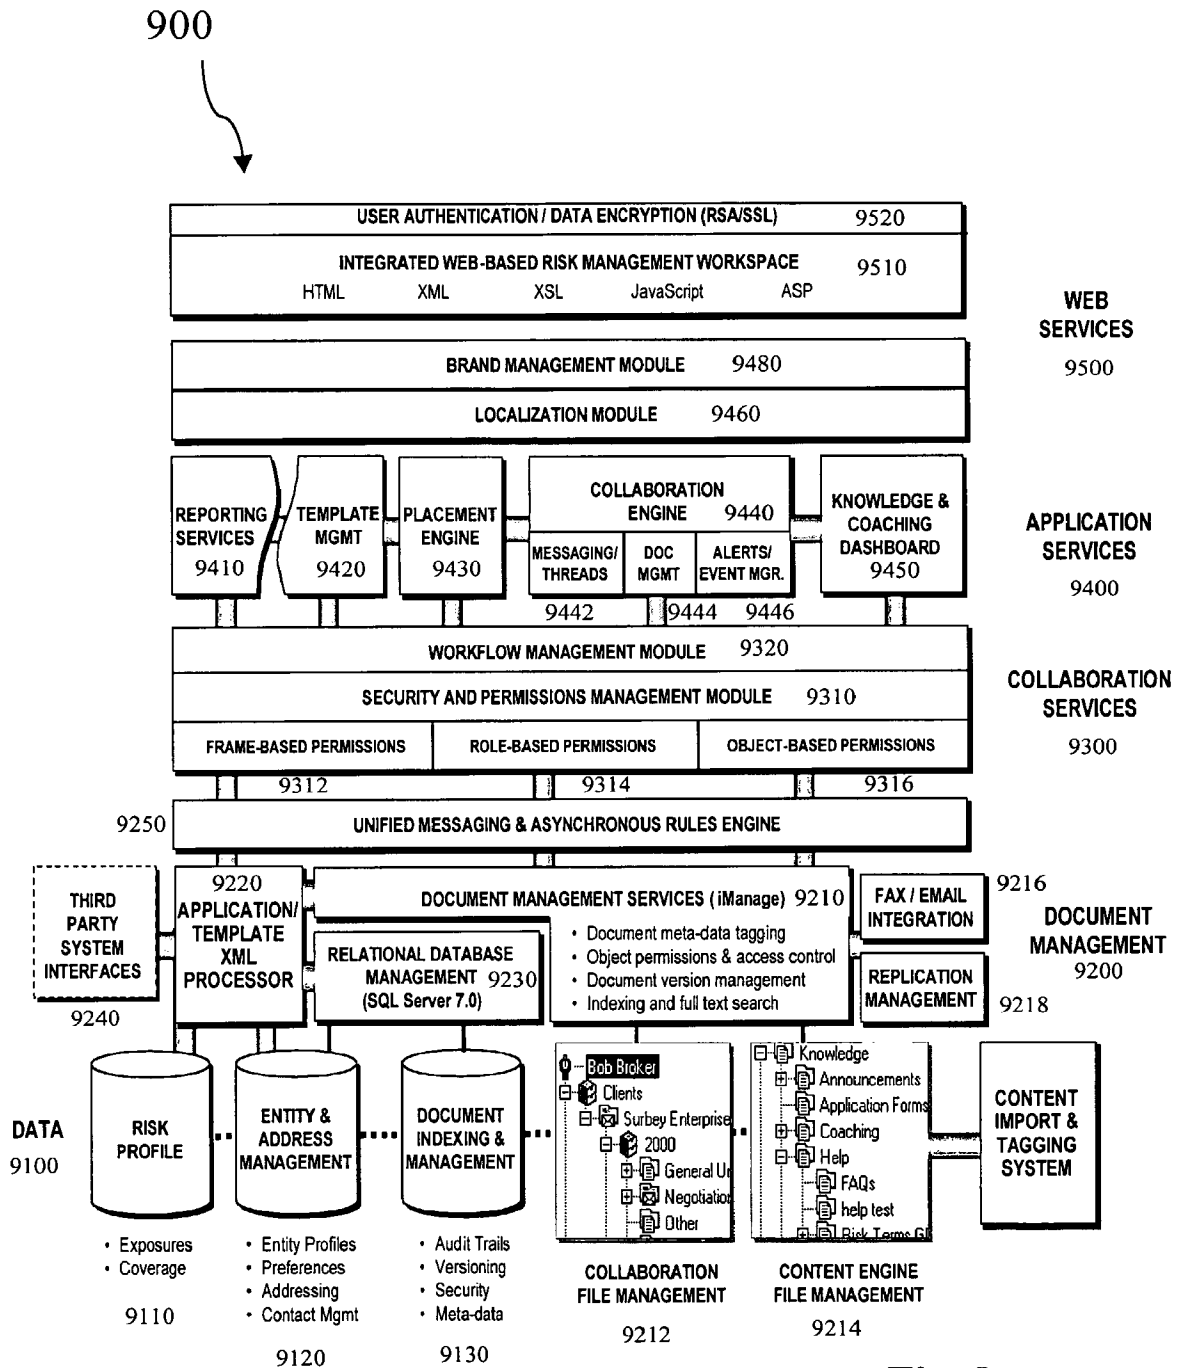 900
USER AUTHENTICATION / DATA ENCRYPTION (RSA/SSL) 9520
INTEGRATED WEB-BASED RISK MANAGEMENT WORKSPACE 9510
HTML XML XSL JavaScript ASP
WEB
SERVICES
9500
BRAND MANAGEMENT MODULE 9480
LOCALIZATION MODULE 9460
REPORTING
SERVICES
9410
TEMPLATE
MGMT
9420
PLACEMENT
ENGINE
9430
COLLABORATION
ENGINE 9440
MESSAGING/
THREADS
DOC
MGMT
ALERTS/
EVENT MGR.
9442 9444 9446
KNOWLEDGE &
COACHING
DASHBOARD
9450
APPLICATION
SERVICES
9400
WORKFLOW MANAGEMENT MODULE 9320
SECURITY AND PERMISSIONS MANAGEMENT MODULE 9310
FRAME-BASED PERMISSIONS ROLE-BASED PERMISSIONS OBJECT-BASED PERMISSIONS
9312 9314 9316
COLLABORATION
SERVICES
9300
9250 UNIFIED MESSAGING & ASYNCHRONOUS RULES ENGINE
THIRD
PARTY
SYSTEM
INTERFACES
9240
9220
APPLICATION/
TEMPLATE
XML
PROCESSOR
DOCUMENT MANAGEMENT SERVICES (iManage) 9210
• Document meta-data tagging
• Object permissions & access control
• Document version management
• Indexing and full text search
RELATIONAL DATABASE
MANAGEMENT 9230
(SQL Server 7.0)
FAX / EMAIL
INTEGRATION
9216
REPLICATION
MANAGEMENT
9218
DOCUMENT
MANAGEMENT
9200
DATA
9100
RISK
PROFILE
• Exposures
• Coverage
9110
ENTITY &
ADDRESS
MANAGEMENT
• Entity Profiles
• Preferences
• Addressing
• Contact Mgmt
9120
DOCUMENT
INDEXING &
MANAGEMENT
• Audit Trails
• Versioning
• Security
• Meta-data
9130
Bob Broker
Clients
Surbey Enterprise
2000
General Ur
Negotiation
Other
COLLABORATION
FILE MANAGEMENT
9212
Knowledge
Announcements
Application Forms
Coaching
Help
FAQs
help test
Risk Terms
CONTENT ENGINE
FILE MANAGEMENT
9214
CONTENT
IMPORT &
TAGGING
SYSTEM